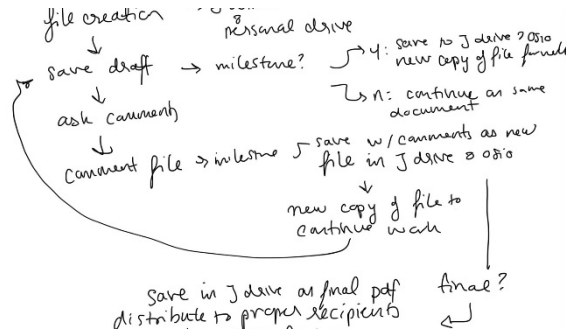 file creation
personal drive
save draft → milestone? y: save to J drive > OSIO
new copy of file
n: continue on same
document
ask comments
comment file → milestone save w/ comments as new
file in J drive > OSIO
new copy of file to
continue work
save in J drive as final pdf final?
distribute to proper recipients